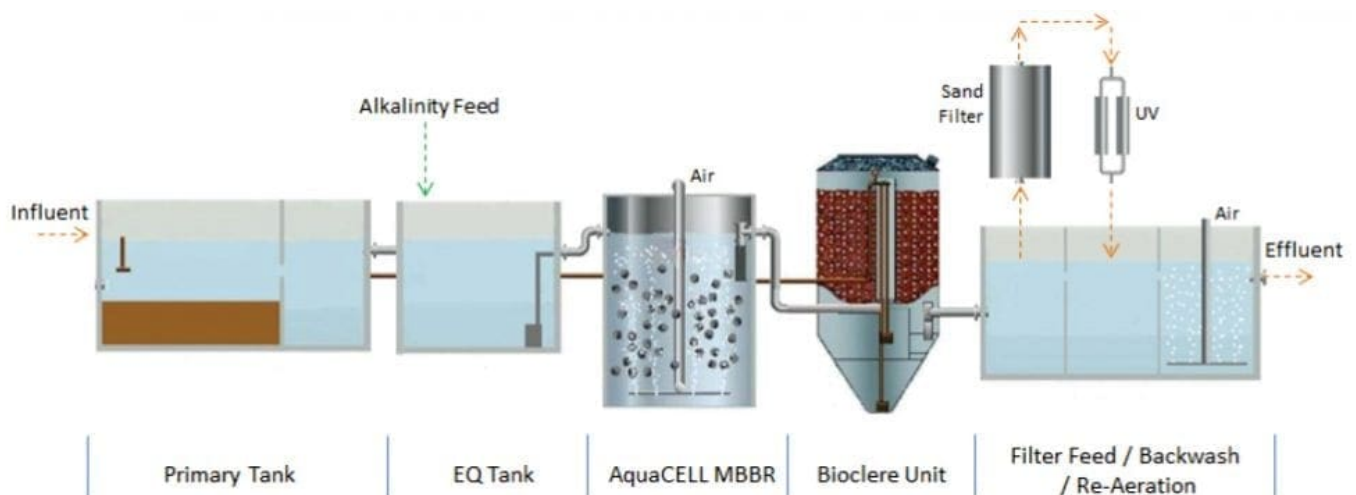 Alkalinity Feed
Sand
Filter
UV
Air
Influent
Air
Effluent
Primary Tank
EQ Tank
AquaCELL MBBR
Bioclere Unit
Filter Feed / Backwash
/ Re-Aeration